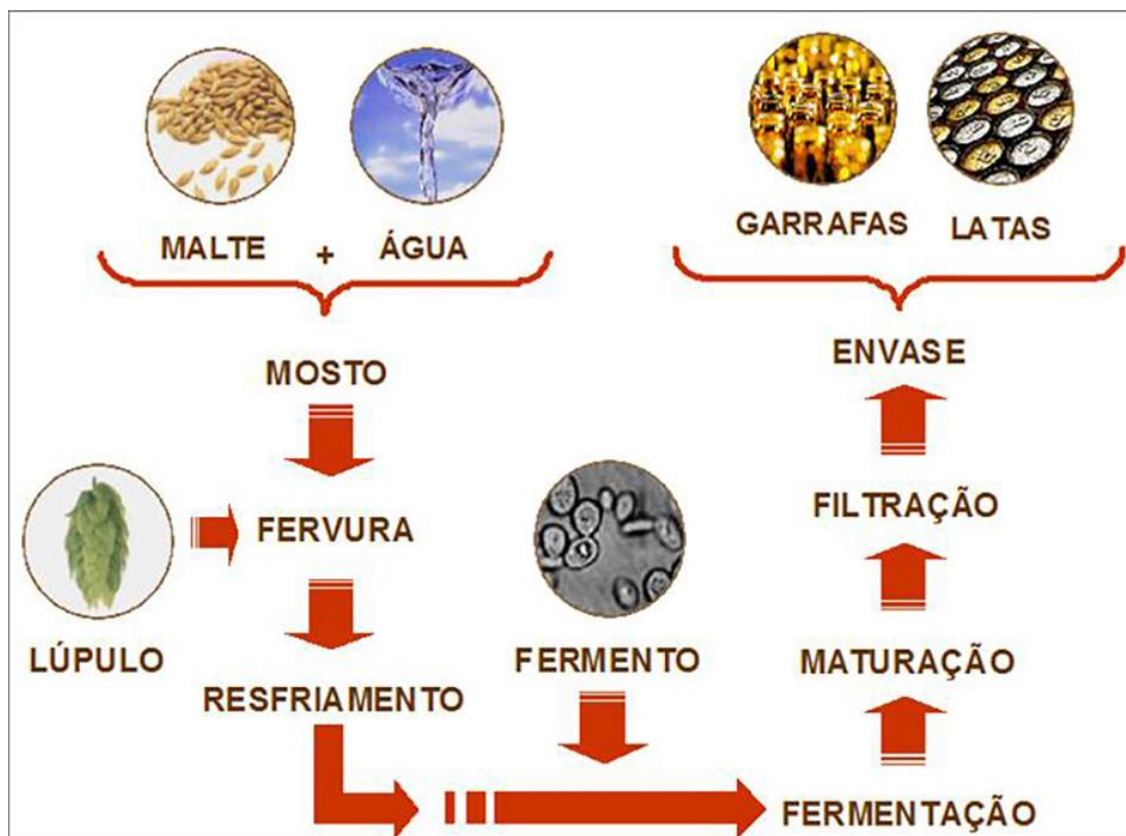 MALTE + ÁGUA
MOSTO
LÚPULO
FERVURA
RESFRIAMENTO
FERMENTO
FERMENTAÇÃO
MATURAÇÃO
FILTRAÇÃO
ENVASE
GARRAFAS
LATAS